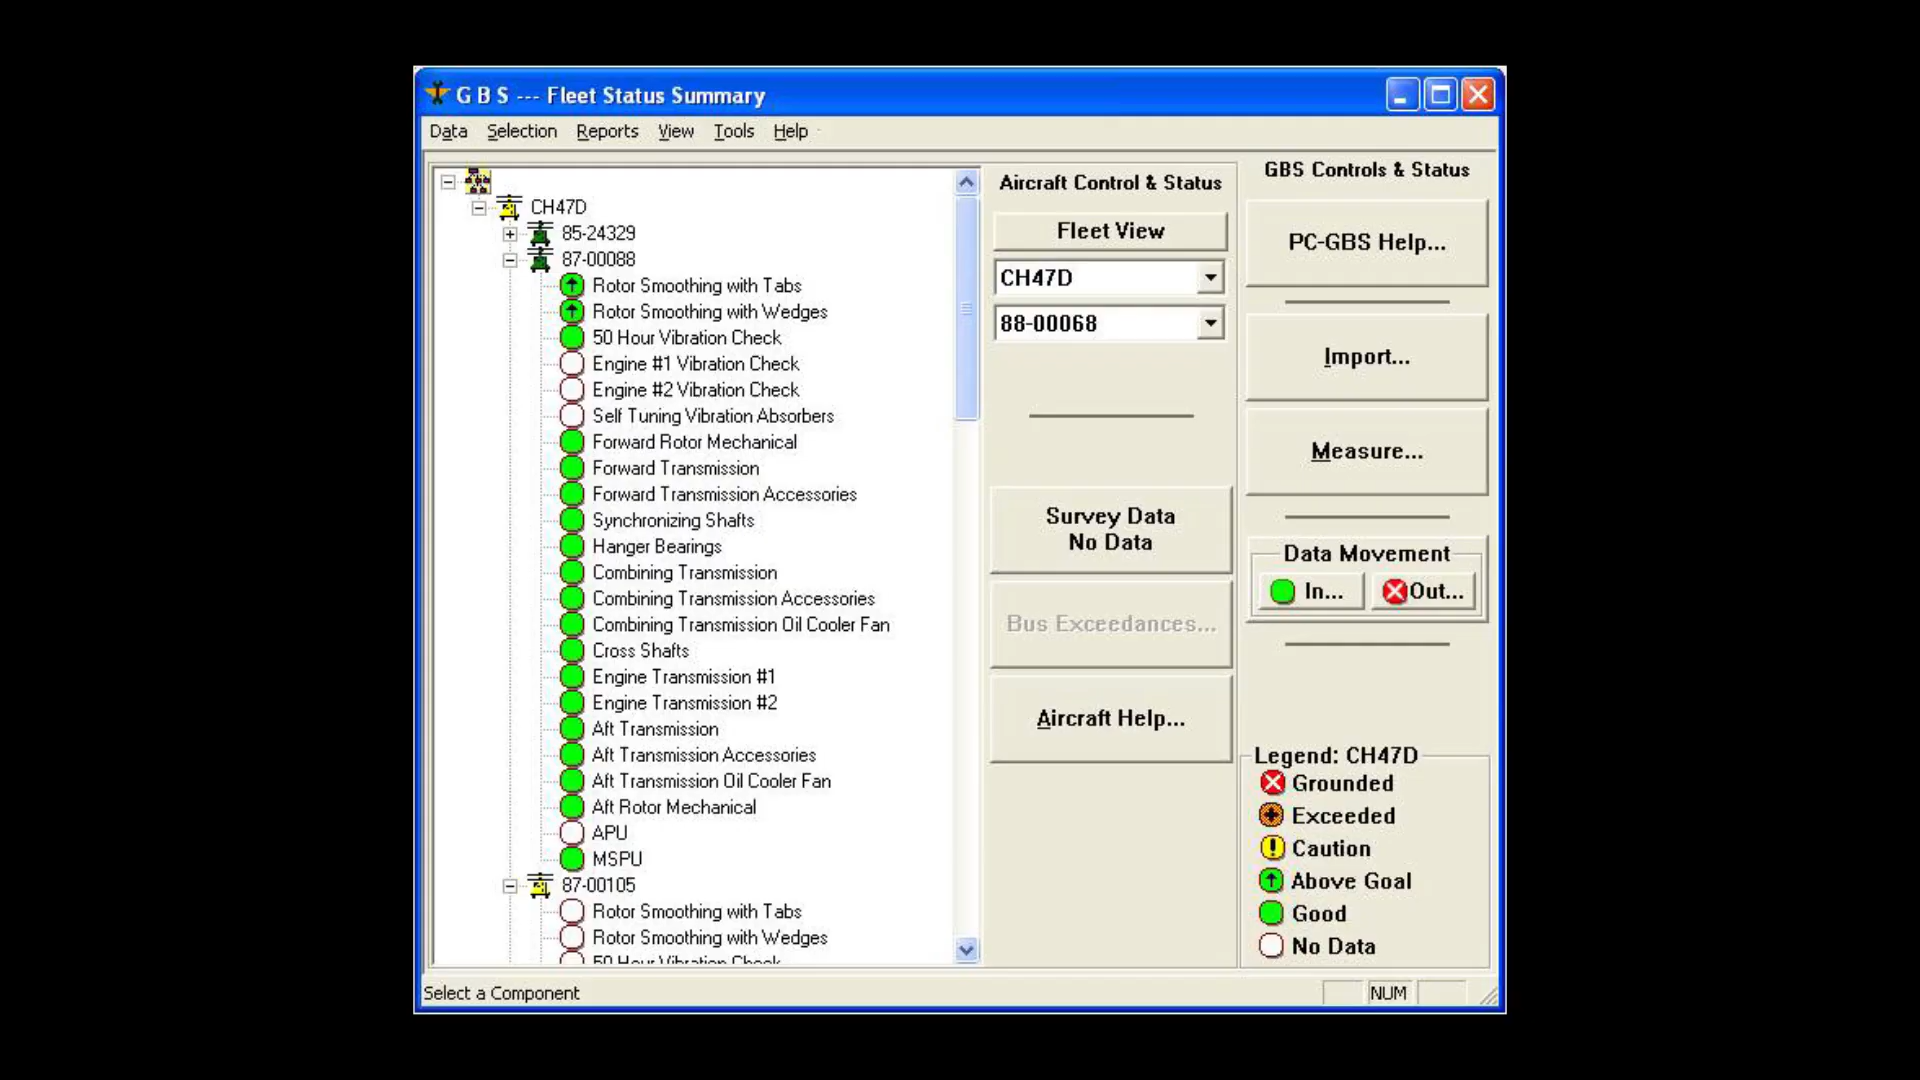 G B S --- Fleet Status Summary
Data Selection Reports View Tools Help
CH47D
85-24329
87-00088
Rotor Smoothing with Tabs
Rotor Smoothing with Wedges
50 Hour Vibration Check
Engine #1 Vibration Check
Engine #2 Vibration Check
Self Tuning Vibration Absorbers
Forward Rotor Mechanical
Forward Transmission
Forward Transmission Accessories
Synchronizing Shafts
Hanger Bearings
Combining Transmission
Combining Transmission Accessories
Combining Transmission Oil Cooler Fan
Cross Shafts
Engine Transmission #1
Engine Transmission #2
Aft Transmission
Aft Transmission Accessories
Aft Transmission Oil Cooler Fan
Aft Rotor Mechanical
APU
MSPU
87-00105
Rotor Smoothing with Tabs
Rotor Smoothing with Wedges
50 Hour Vibration Check
Aircraft Control & Status
Fleet View
CH47D
88-00068
Survey Data
No Data
Bus Exceedances...
Aircraft Help...
GBS Controls & Status
PC-GBS Help...
Import...
Measure...
Data Movement
In... Out...
Legend: CH47D
Grounded
Exceeded
Caution
Above Goal
Good
No Data
Select a Component
NUM